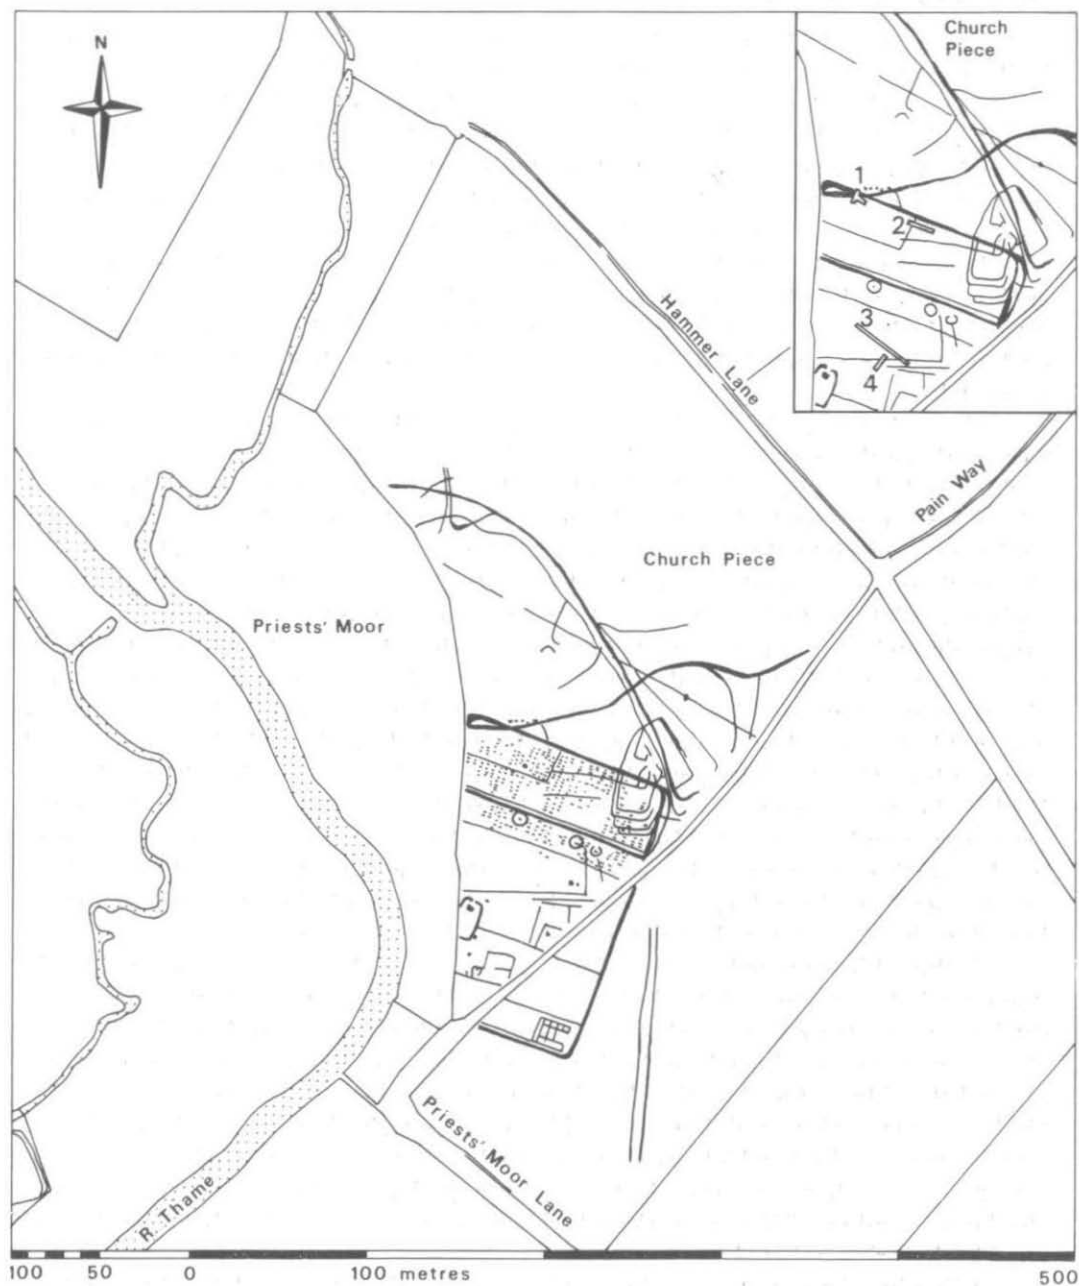 N
Church
Piece
1
2
3
4
Hammer Lane
Pain Way
Church Piece
Priests' Moor
Priests' Moor Lane
R. Thame
100 50 0 100 metres 500